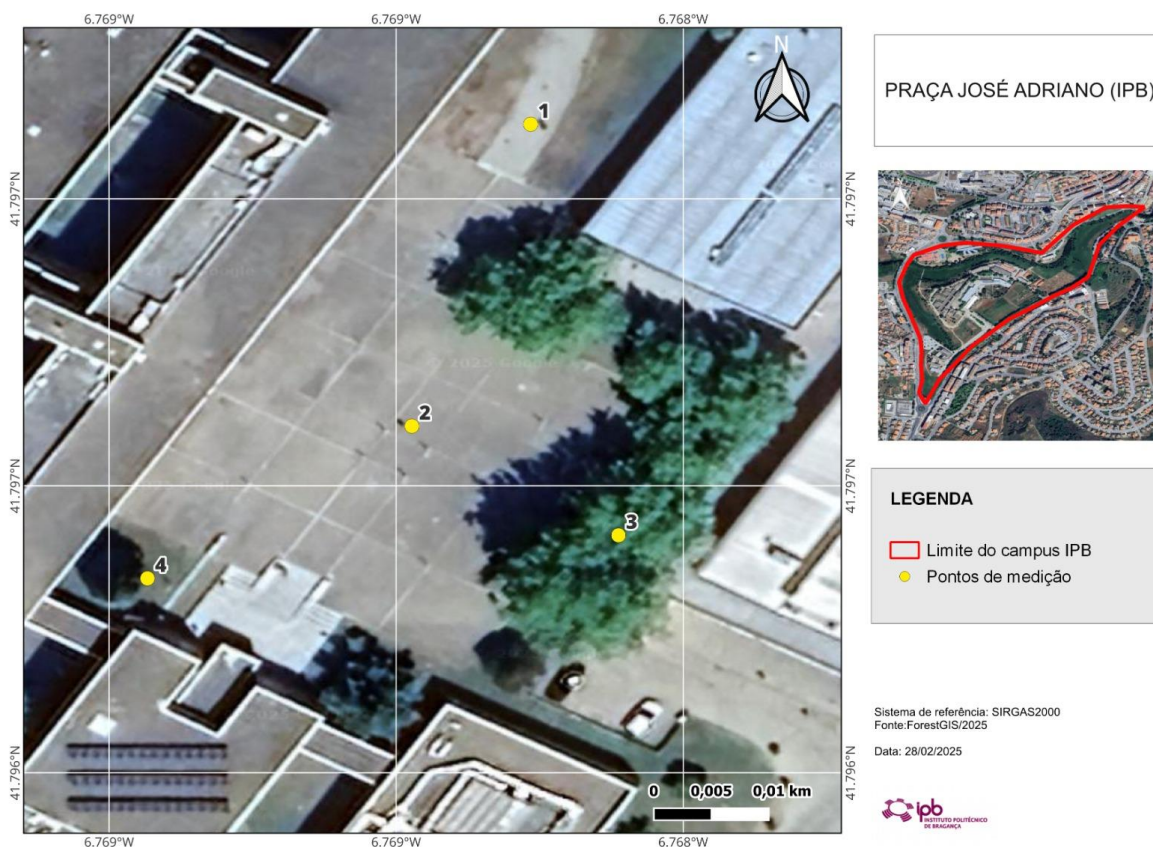 6.769°W
6.769°W
6.768°W
N
PRAÇA JOSÉ ADRIANO (IPB)
1
41.797°N
41.797°N
© 2025 Google
2
41.797°N
41.797°N
3
4
LEGENDA
Limite do campus IPB
Pontos de medição
Sistema de referência: SIRGAS2000
Fonte:ForestGIS/2025
Data: 28/02/2025
41.796°N
41.796°N
0 0,005 0,01 km
ipb
INSTITUTO POLITÉCNICO
DE BRAGANÇA
6.769°W
6.769°W
6.768°W